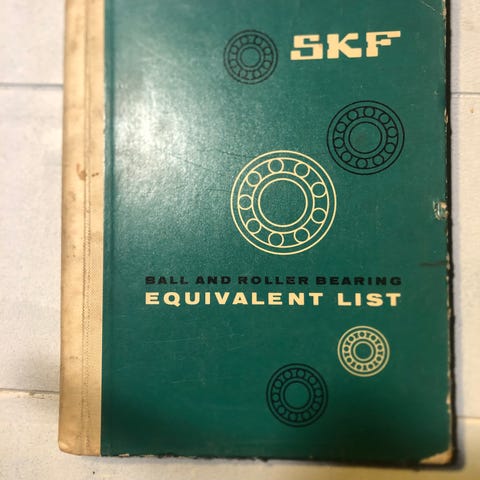 SKF
BALL AND ROLLER BEARING
EQUIVALENT LIST